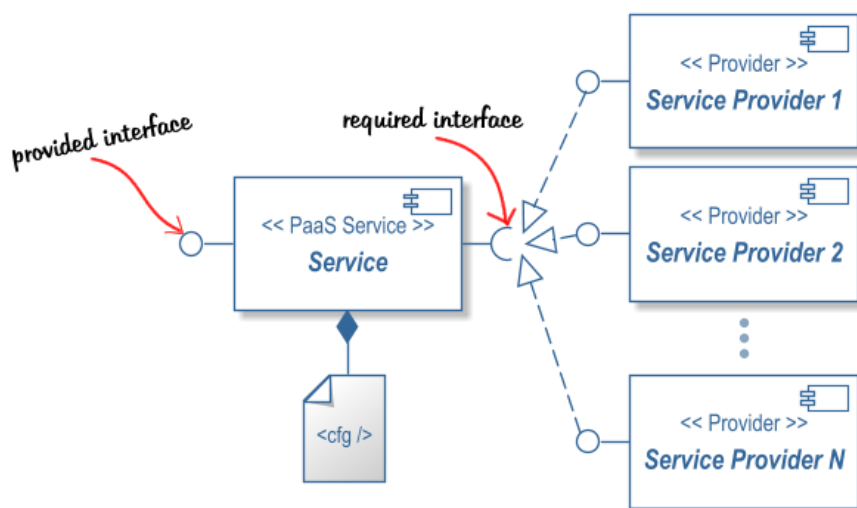 provided interface
required interface
<< PaaS Service >>
Service
<cfg />
<< Provider >>
Service Provider 1
<< Provider >>
Service Provider 2
<< Provider >>
Service Provider N